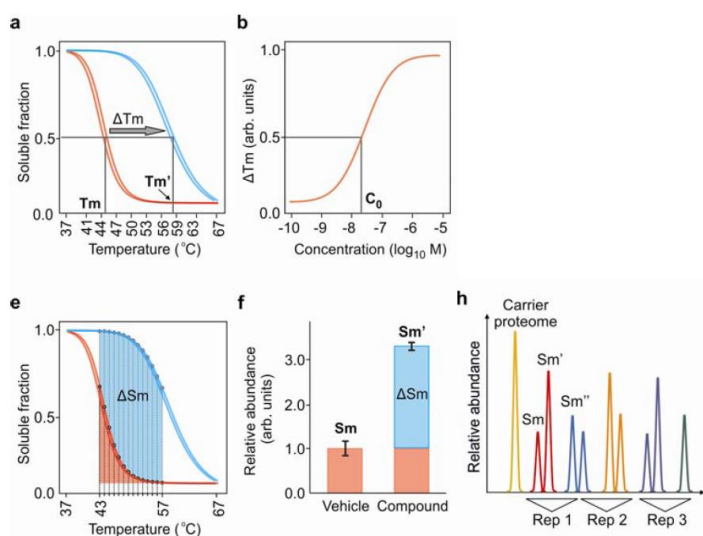 a
1.0
0.5
0.0
Soluble fraction
ΔTm
Tm
Tm'
37 41 44 47 50 53 56 59 63 67
Temperature (°C)
b
1.0
0.5
0.0
ΔTm (arb. units)
C0
-10 -9 -8 -7 -6 -5
Concentration (log10 M)
e
1.0
0.5
0.0
Soluble fraction
ΔSm
37 43 57 67
Temperature (°C)
f
3.0
2.0
1.0
0.0
Relative abundance
(arb. units)
Sm'
ΔSm
Sm
Vehicle Compound
h
Relative abundance
Carrier
proteome
Sm'
Sm
Sm''
Rep 1 Rep 2 Rep 3